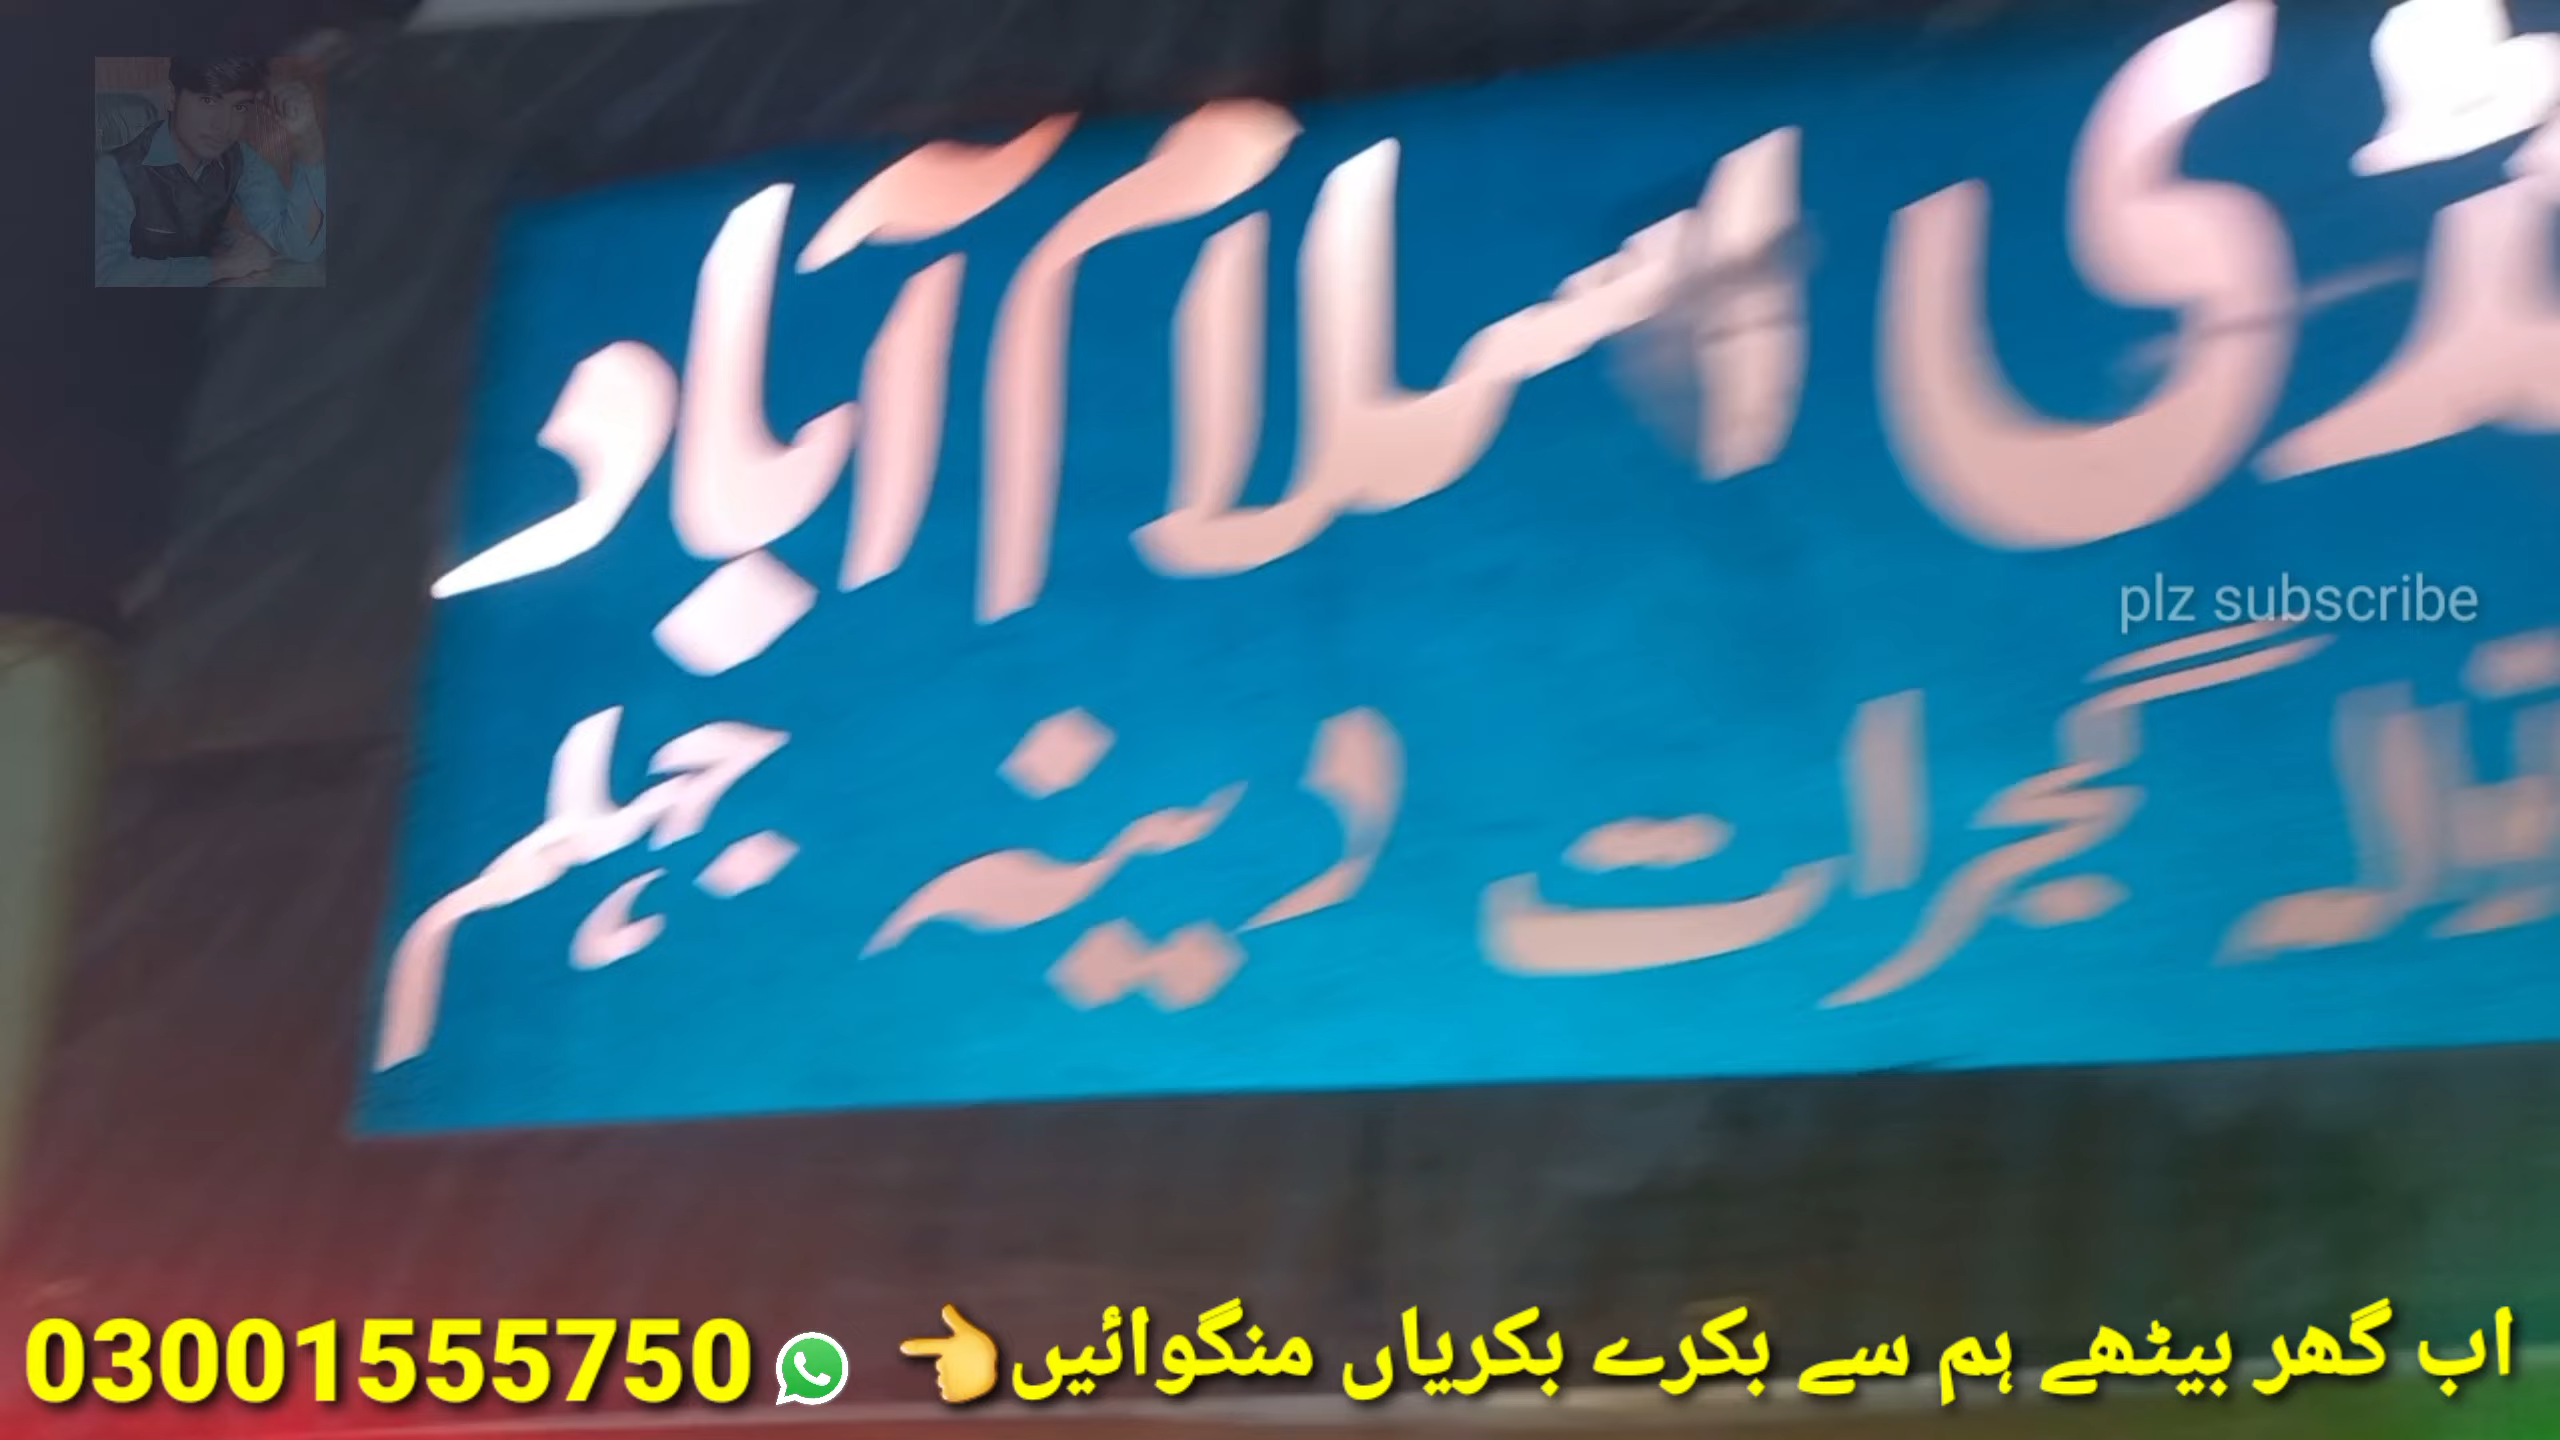 اسلام آباد
گجرات دینہ جہلم
plz subscribe
اب گھر بیٹھے ہم سے بکرے بکریاں منگوائیں👈 03001555750